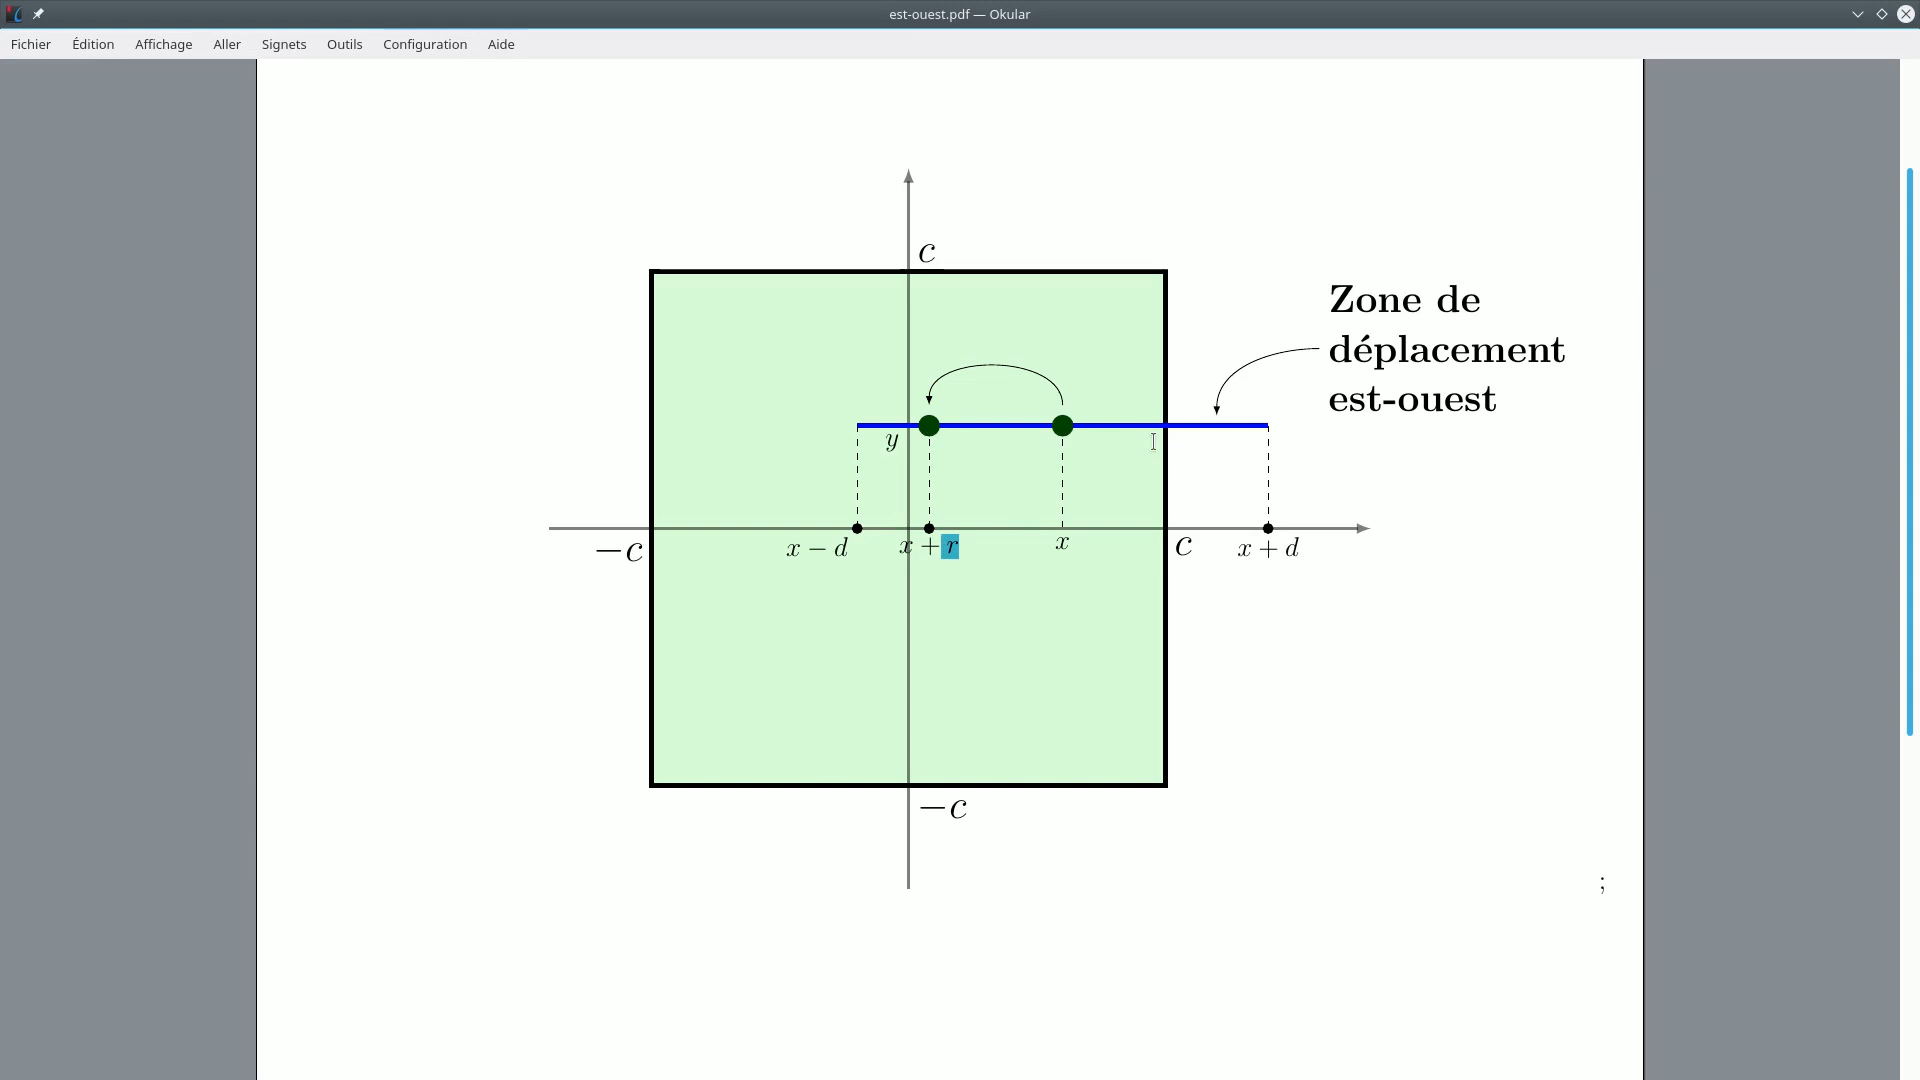 est-ouest.pdf — Okular
Fichier Édition Affichage Aller Signets Outils Configuration Aide
c
Zone de
déplacement
est-ouest
y
−c x − d x + r x c x + d
−c
;